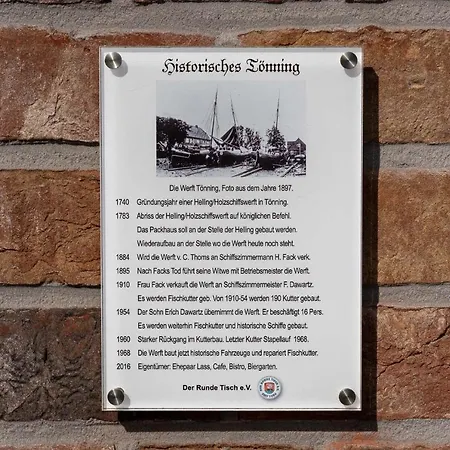 Historisches Tönning
Die Werft Tönning, Foto aus dem Jahre 1897.
1740 Gründungsjahr einer Helling/Holzschiffswerft in Tönning.
1783 Abriss der Helling/Holzschiffswerft auf königlichen Befehl.
Das Packhaus soll an der Stelle der Helling gebaut werden.
Wiederaufbau an der Stelle wo die Werft heute noch steht.
1884 Wird die Werft v. C. Thoms an Schiffszimmermann H. Fack verk.
1895 Nach Facks Tod führt seine Witwe mit Betriebsmeister die Werft.
1910 Frau Fack verkauft die Werft an Schiffszimmermeister F. Dawartz.
Es werden Fischkutter geb. Von 1910-54 werden 190 Kutter gebaut.
1954 Der Sohn Erich Dawartz übernimmt die Werft. Er beschäftigt 16 Pers.
Es werden weiterhin Fischkutter und historische Schiffe gebaut.
1980 Starker Rückgang im Kutterbau. Letzter Kutter Stapellauf 1968.
1968 Die Werft baut jetzt historische Fahrzeuge und repariert Fischkutter.
2016 Eigentümer: Ehepaar Lass, Cafe, Bistro, Biergarten.
Der Runde Tisch e.V.